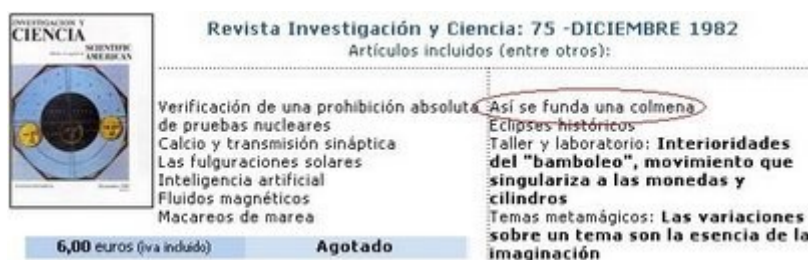 INVESTIGACION Y
CIENCIA
SCIENTIFIC
AMERICAN
Revista Investigación y Ciencia: 75 -DICIEMBRE 1982
Artículos incluidos (entre otros):
Verificación de una prohibición absoluta
de pruebas nucleares
Calcio y transmisión sináptica
Las fulguraciones solares
Inteligencia artificial
Fluidos magnéticos
Macareos de marea
6,00 euros (iva incluido)
Agotado
Así se funda una colmena
Eclipses históricos
Taller y laboratorio: Interioridades
del "bamboleo", movimiento que
singulariza a las monedas y
cilindros
Temas metamágicos: Las variaciones
sobre un tema son la esencia de la
imaginación